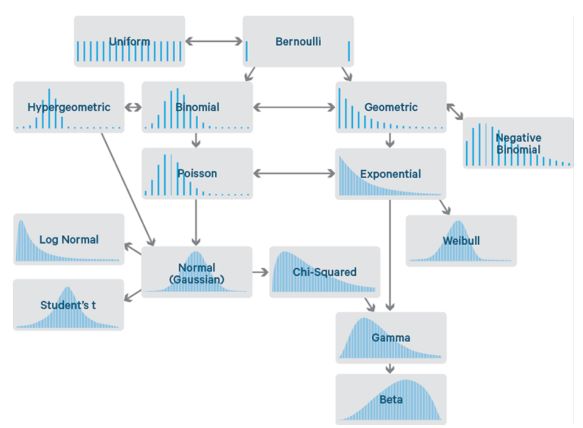 Uniform
Bernoulli
Hypergeometric
Binomial
Geometric
Negative
Binomial
Poisson
Exponential
Log Normal
Weibull
Normal
(Gaussian)
Chi-Squared
Student's t
Gamma
Beta